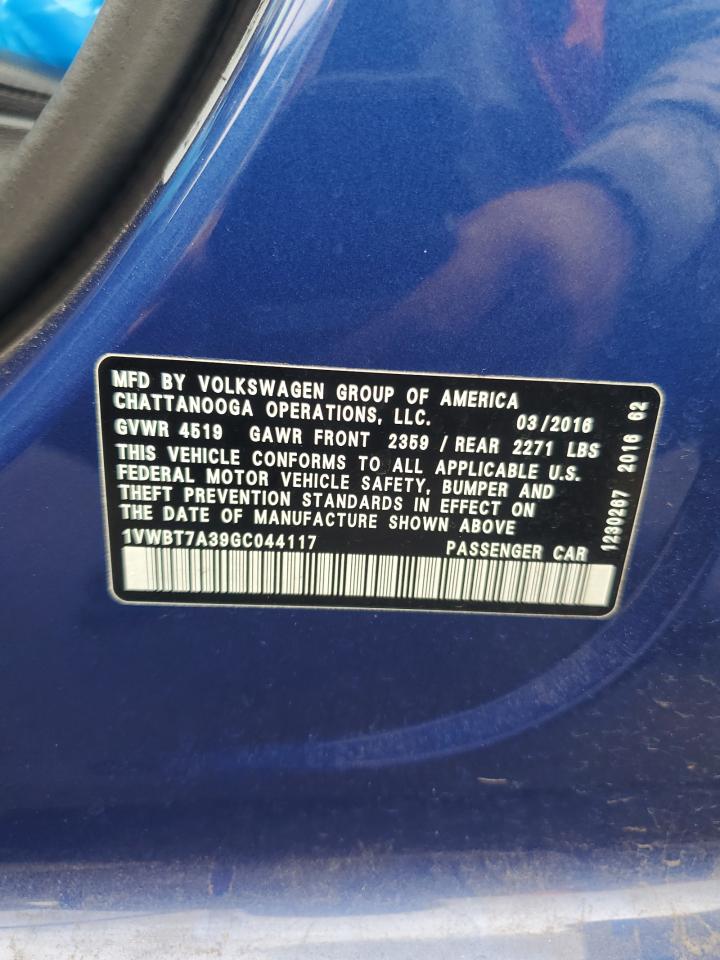 MFD BY VOLKSWAGEN GROUP OF AMERICA
CHATTANOOGA OPERATIONS, LLC. 03/2016
GVWR 4519 GAWR FRONT 2359 / REAR 2271 LBS
THIS VEHICLE CONFORMS TO ALL APPLICABLE U.S.
FEDERAL MOTOR VEHICLE SAFETY, BUMPER AND
THEFT PREVENTION STANDARDS IN EFFECT ON
THE DATE OF MANUFACTURE SHOWN ABOVE
1VWBT7A39GC044117 PASSENGER CAR
1230267 2016 62